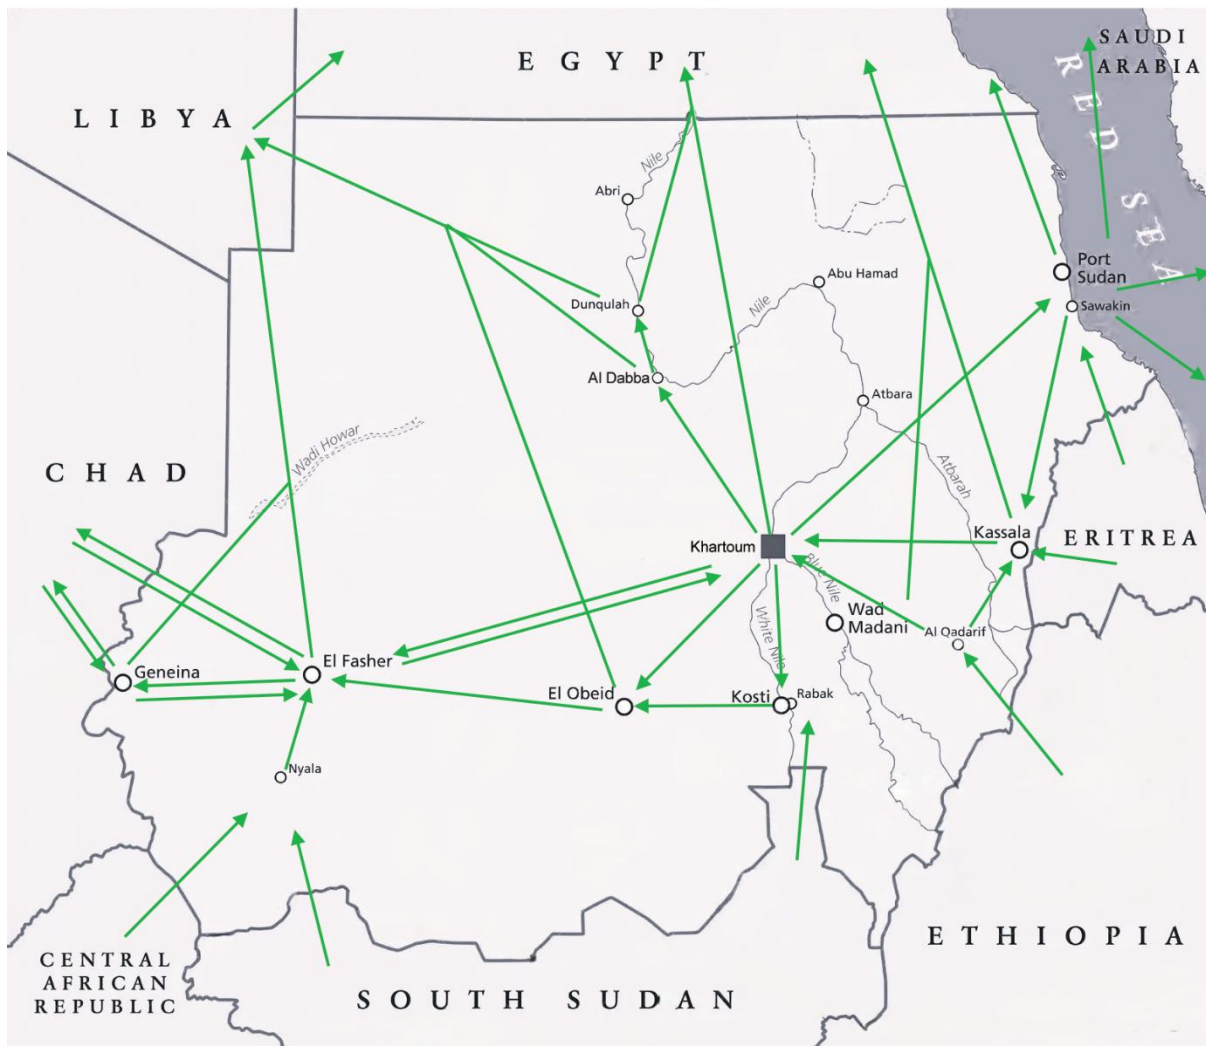 SAUDI
ARABIA
EGYPT
LIBYA
RED SEA
Nile
Abri
Port
Sudan
Abu Hamad
Dunqulah
Nile
Sawakin
Al Dabba
Atbara
Wadi Howar
Atbarah
CHAD
Kassala
ERITREA
Khartoum
Blue Nile
Wad
Madani
White Nile
Al Qadarif
El Fasher
Geneina
El Obeid
Kosti
Rabak
Nyala
ETHIOPIA
CENTRAL
AFRICAN
REPUBLIC
SOUTH SUDAN